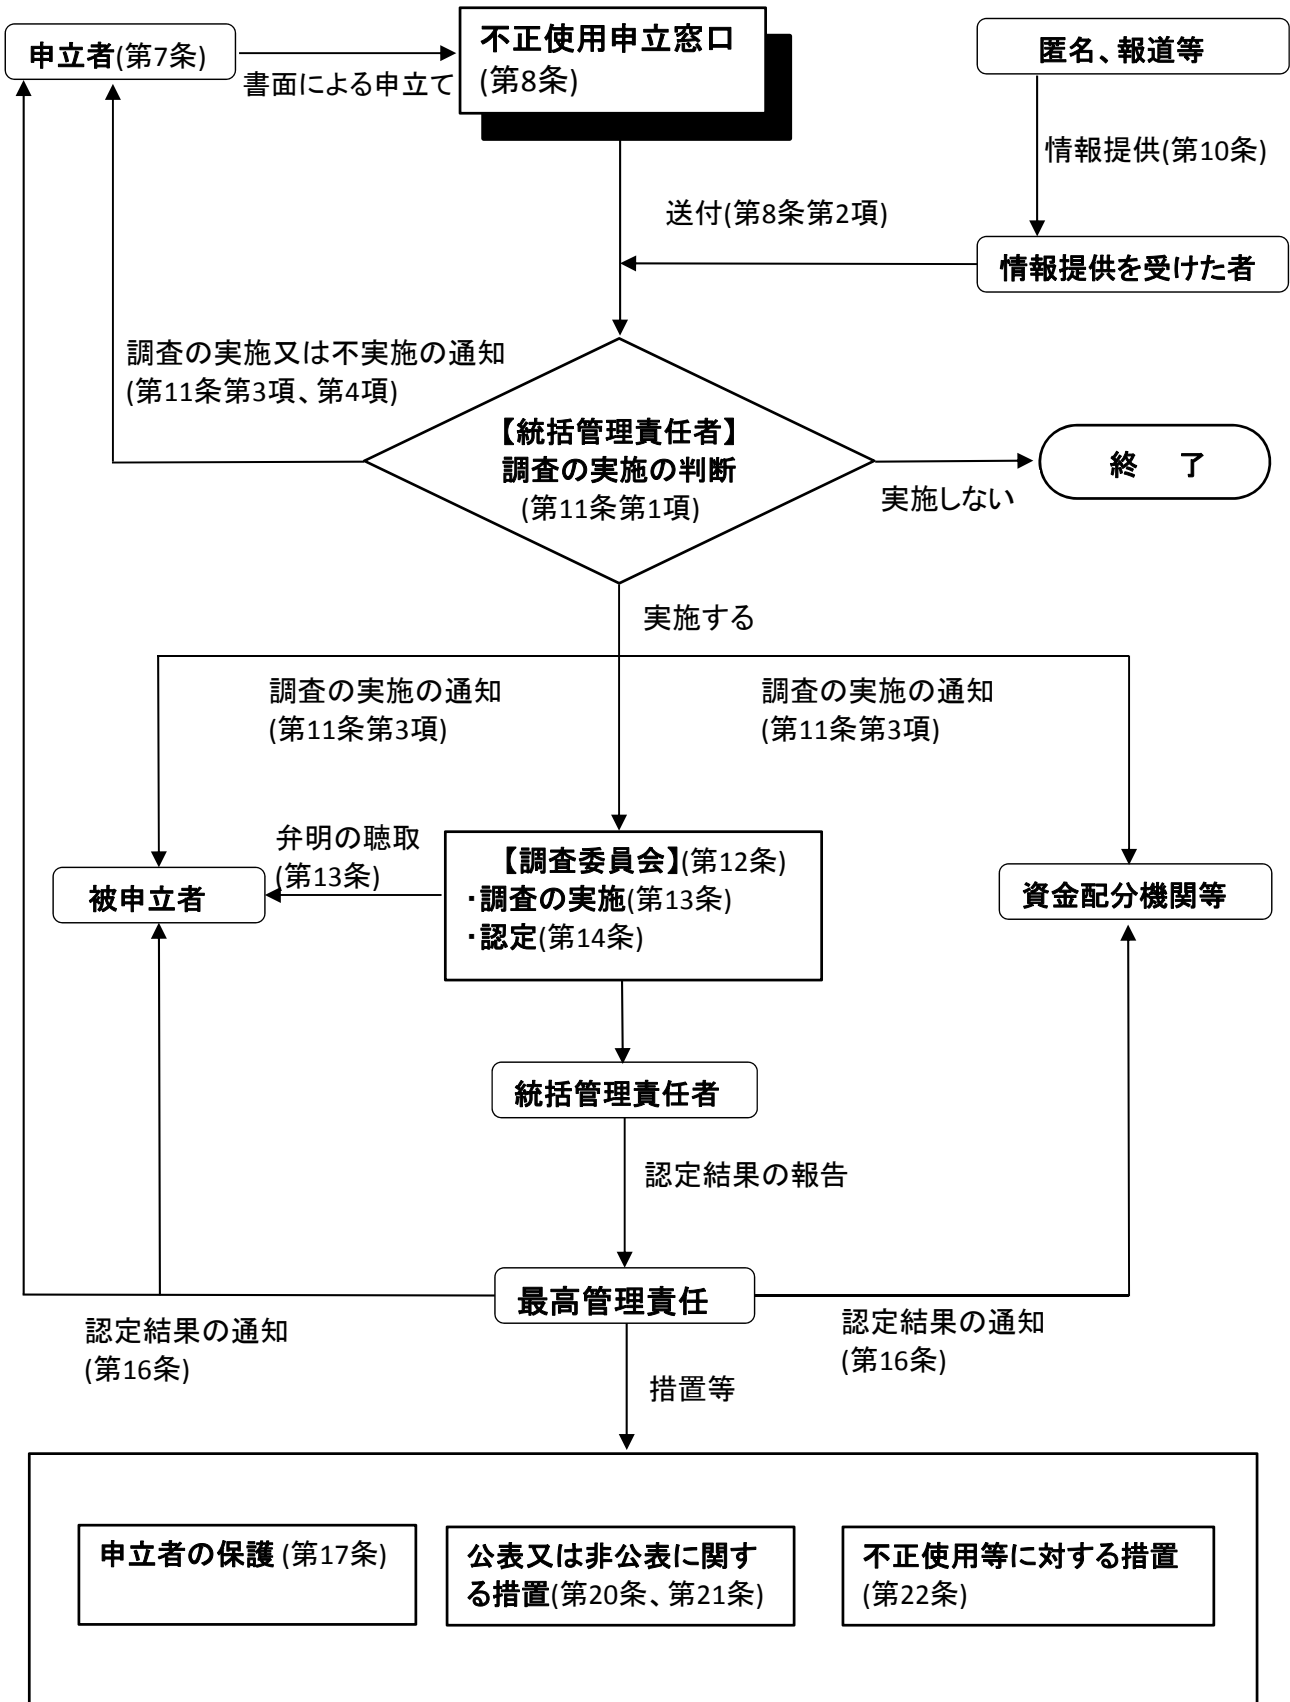 申立者(第7条)
書面による申立て
不正使用申立窓口
(第8条)
匿名、報道等
情報提供(第10条)
送付(第8条第2項)
情報提供を受けた者
調査の実施又は不実施の通知
(第11条第3項、第4項)
【統括管理責任者】
調査の実施の判断
(第11条第1項)
実施しない
終　了
実施する
調査の実施の通知
(第11条第3項)
調査の実施の通知
(第11条第3項)
弁明の聴取
(第13条)
被申立者
【調査委員会】(第12条)
・調査の実施(第13条)
・認定(第14条)
資金配分機関等
統括管理責任者
認定結果の報告
最高管理責任
認定結果の通知
(第16条)
認定結果の通知
(第16条)
措置等
申立者の保護 (第17条)
公表又は非公表に関す
る措置(第20条、第21条)
不正使用等に対する措置
(第22条)